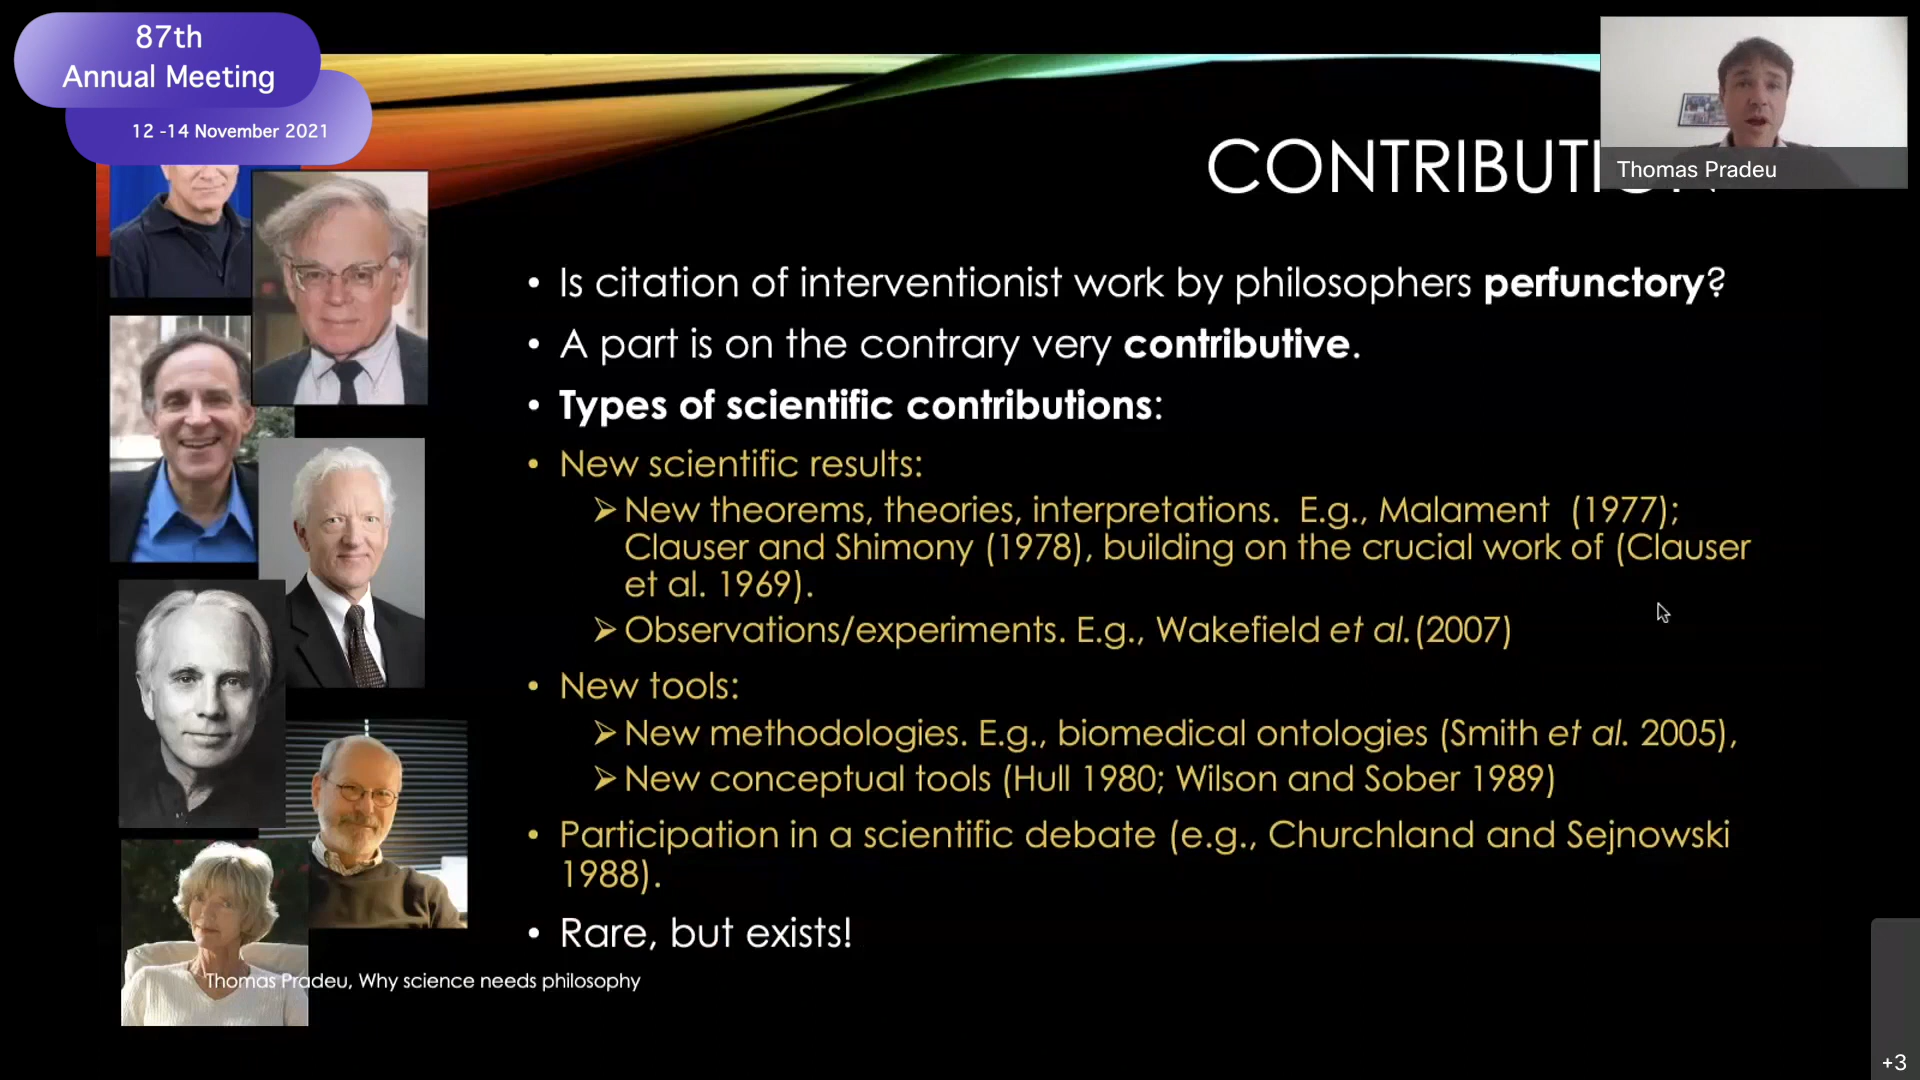 87th
Annual Meeting
12 -14 November 2021
Thomas Pradeu
• Is citation of interventionist work by philosophers perfunctory?
• A part is on the contrary very contributive.
• Types of scientific contributions:
• New scientific results:
➢ New theorems, theories, interpretations. E.g., Malament (1977);
Clauser and Shimony (1978), building on the crucial work of (Clauser
et al. 1969).
➢ Observations/experiments. E.g., Wakefield et al.(2007)
• New tools:
➢ New methodologies. E.g., biomedical ontologies (Smith et al. 2005),
➢ New conceptual tools (Hull 1980; Wilson and Sober 1989)
• Participation in a scientific debate (e.g., Churchland and Sejnowski
1988).
• Rare, but exists!
Thomas Pradeu, Why science needs philosophy
+3